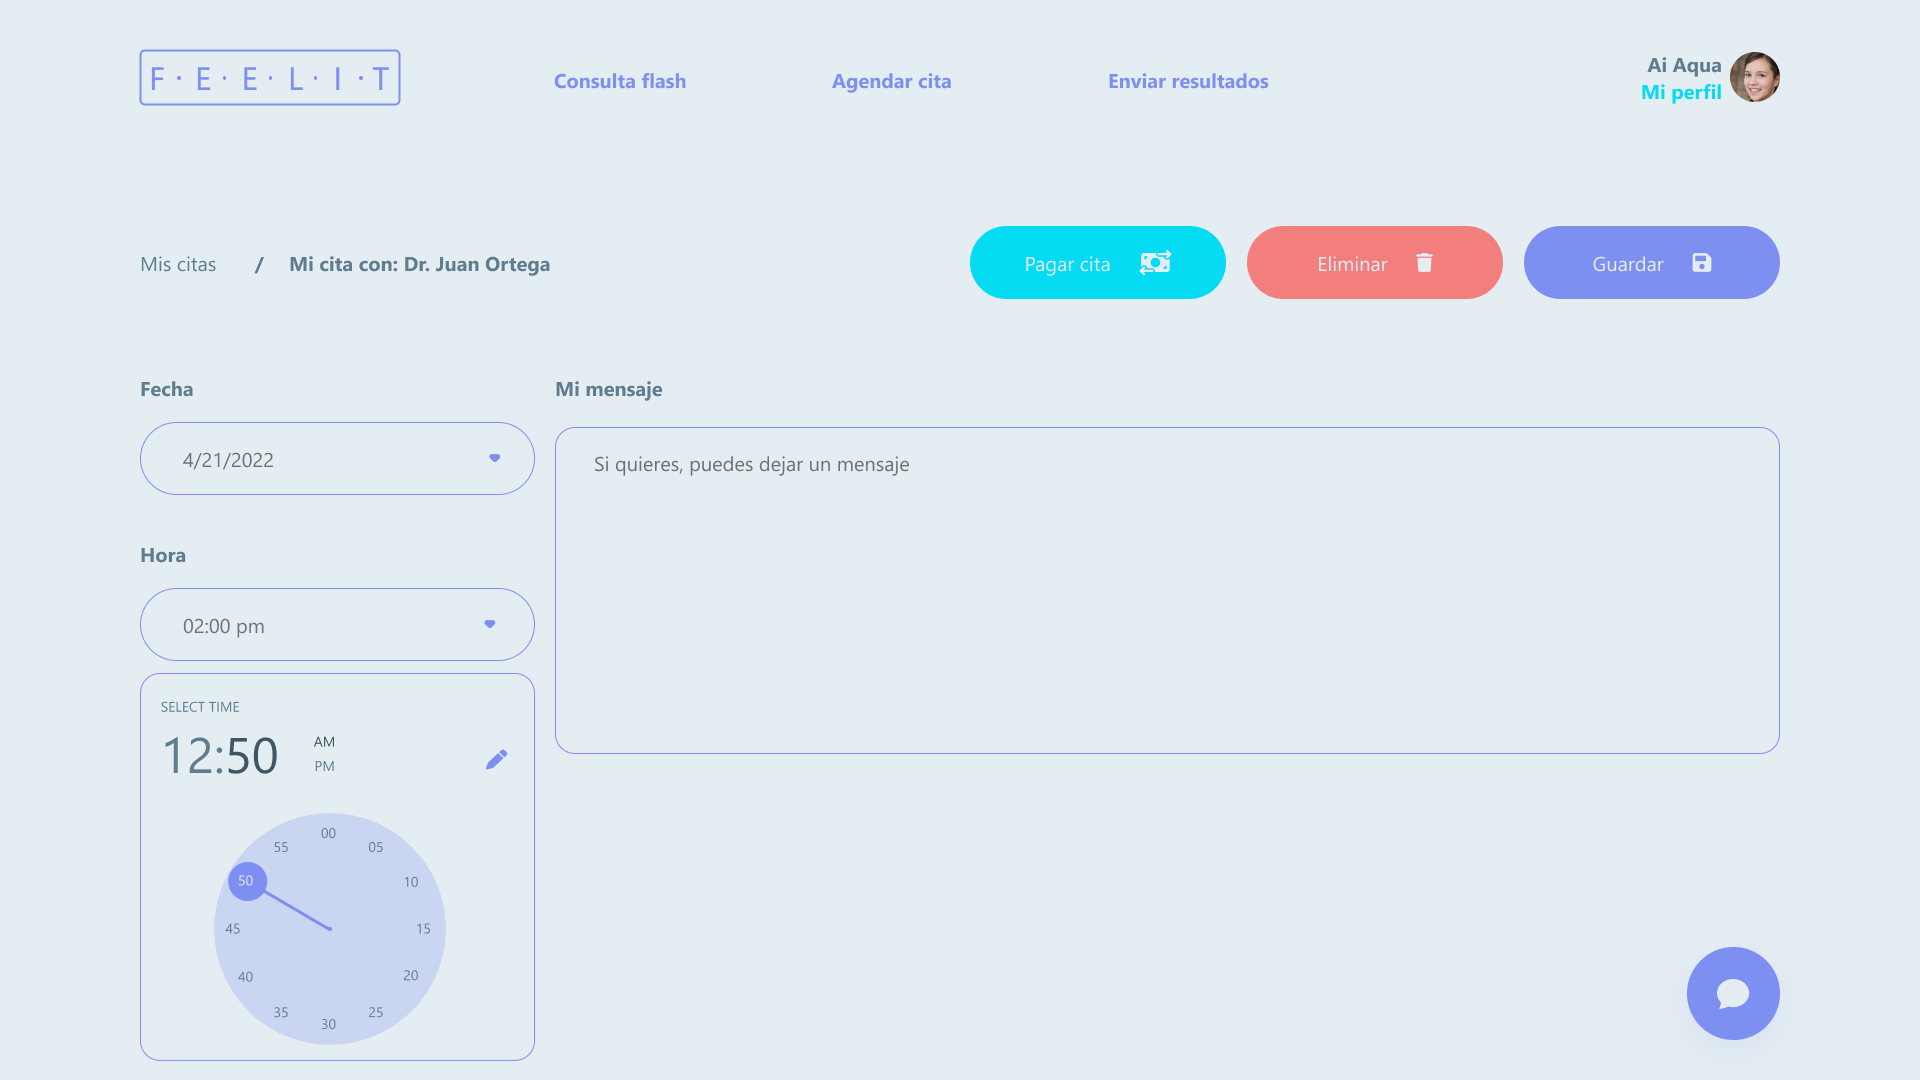 F·E·E·L·I·T
Consulta flash
Agendar cita
Enviar resultados
Ai Aqua
Mi perfil
Mis citas / Mi cita con: Dr. Juan Ortega
Pagar cita
Eliminar
Guardar
Fecha
4/21/2022
Hora
02:00 pm
SELECT TIME
12:50
AM
PM
00
05
10
15
20
25
30
35
40
45
50
55
Mi mensaje
Si quieres, puedes dejar un mensaje